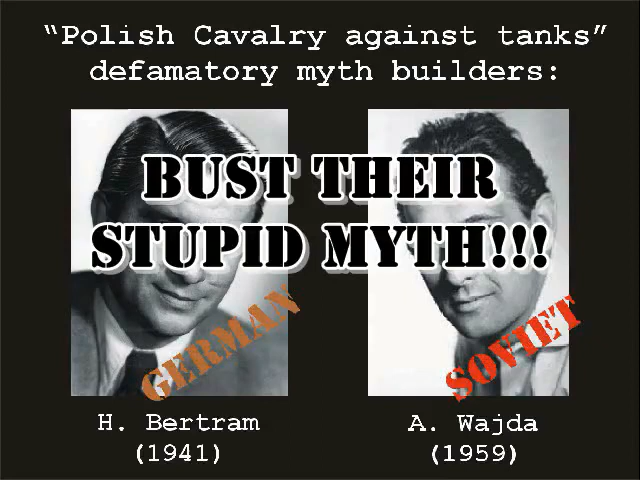 “Polish Cavalry against tanks”
defamatory myth builders:
BUST THEIR
STUPID MYTH!!!
GERMAN
SOVIET
H. Bertram
(1941)
A. Wajda
(1959)